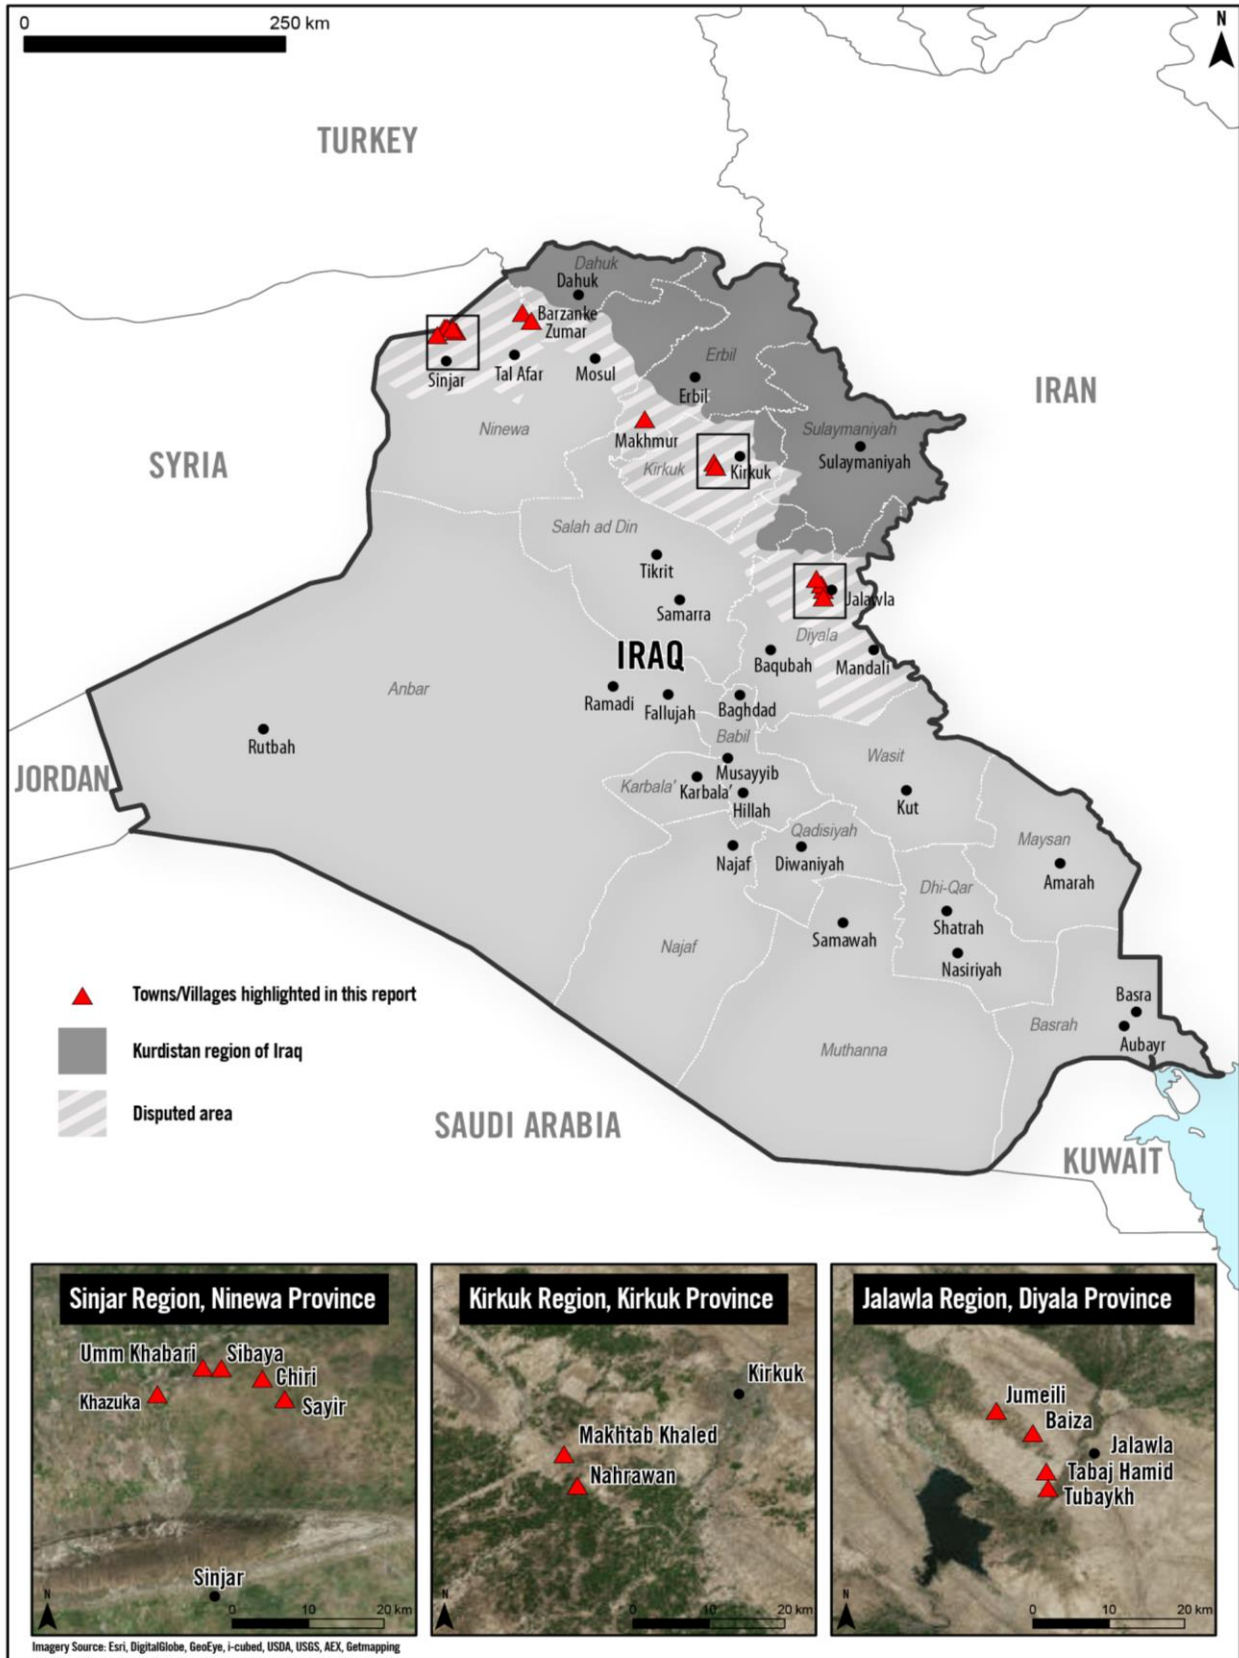 0 250 km
N
TURKEY
Dahuk
Dahuk
Barzanke
Zumar
Sinjar
Tal Afar
Mosul
Erbil
Erbil
IRAN
Ninewa
Makhmur
Kirkuk
Kirkuk
Sulaymaniyah
Sulaymaniyah
SYRIA
Salah ad Din
Tikrit
Samarra
Jalawla
Diyala
IRAQ
Baqubah
Mandali
Anbar
Ramadi
Fallujah
Baghdad
Rutbah
Babil
Wasit
JORDAN
Musayyib
Karbala'
Karbala'
Hillah
Kut
Qadisiyah
Najaf
Diwaniyah
Maysan
Amarah
Dhi-Qar
Shatrah
Samawah
Najaf
Nasiriyah
Basra
Basrah
Aubayr
Muthanna
Towns/Villages highlighted in this report
Kurdistan region of Iraq
Disputed area
SAUDI ARABIA
KUWAIT
Sinjar Region, Ninewa Province
Umm Khabari
Sibaya
Chiri
Khazuka
Sayir
Sinjar
N
0 10 20 km
Kirkuk Region, Kirkuk Province
Kirkuk
Makhtab Khaled
Nahrawan
N
0 10 20 km
Jalawla Region, Diyala Province
Jumeili
Baiza
Jalawla
Tabaj Hamid
Tubaykh
N
0 10 20 km
Imagery Source: Esri, DigitalGlobe, GeoEye, i-cubed, USDA, USGS, AEX, Getmapping